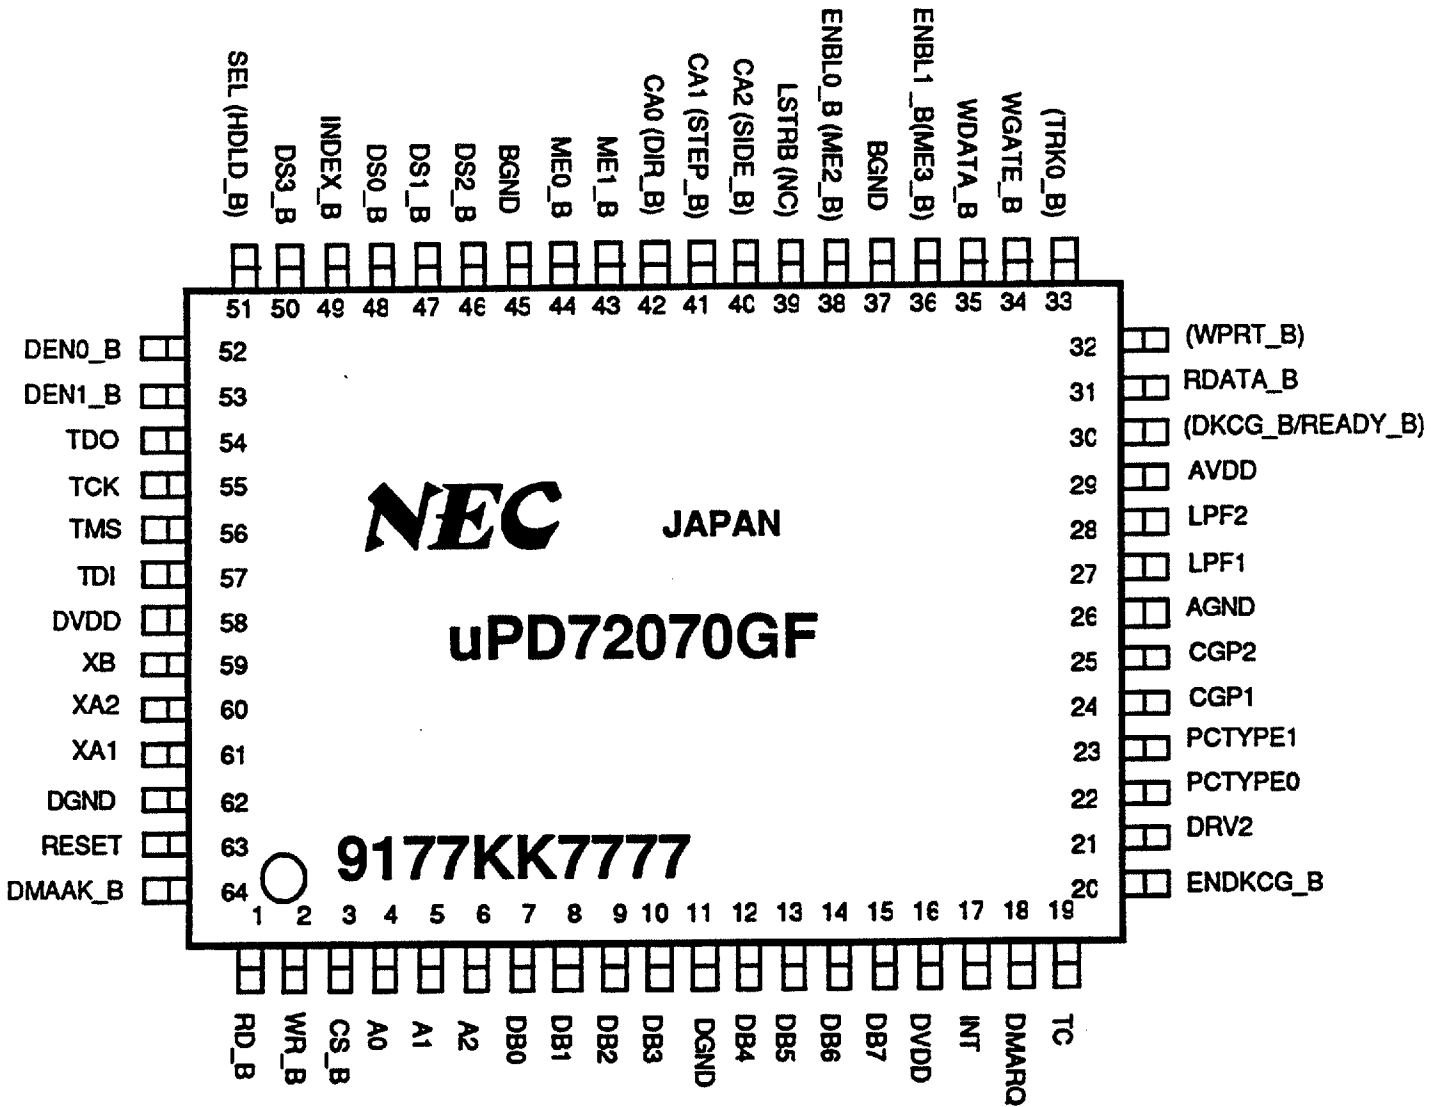 SEL (HDLD_B)
DS3_B
INDEX_B
DS0_B
DS1_B
DS2_B
BGND
ME0_B
ME1_B
CA0 (DIR_B)
CA1 (STEP_B)
CA2 (SIDE_B)
LSTRB (NC)
ENBL0_B (ME2_B)
BGND
ENBL1_B(ME3_B)
WDATA_B
WGATE_B
(TRK0_B)
51 50 49 48 47 46 45 44 43 42 41 40 39 38 37 36 35 34 33
DEN0_B 52
DEN1_B 53
TDO 54
TCK 55
TMS 56
TDI 57
DVDD 58
XB 59
XA2 60
XA1 61
DGND 62
RESET 63
DMAAK_B 64
NEC JAPAN
uPD72070GF
9177KK7777
32 (WPRT_B)
31 RDATA_B
30 (DKCG_B/READY_B)
29 AVDD
28 LPF2
27 LPF1
26 AGND
25 CGP2
24 CGP1
23 PCTYPE1
22 PCTYPE0
21 DRV2
20 ENDKCG_B
1 2 3 4 5 6 7 8 9 10 11 12 13 14 15 16 17 18 19
RD_B
WR_B
CS_B
A0
A1
A2
DB0
DB1
DB2
DB3
DGND
DB4
DB5
DB6
DB7
DVDD
INT
DMARQ
TC